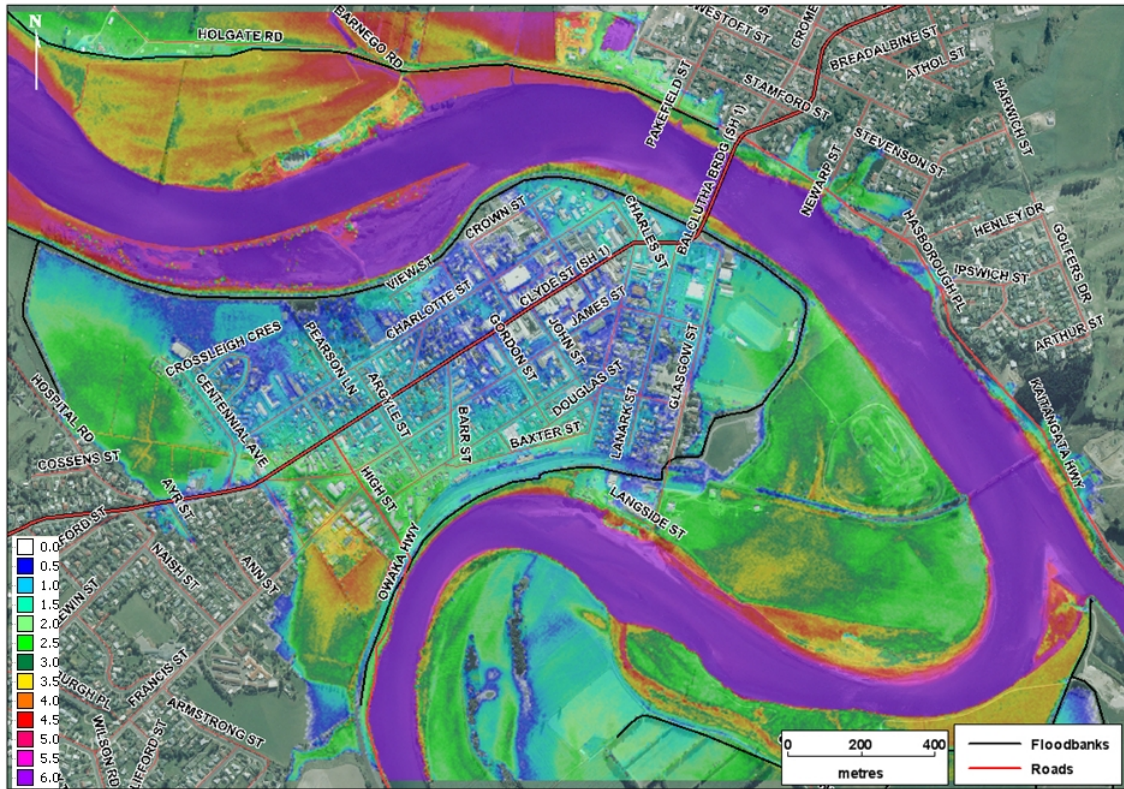 N
HOLGATE RD
BARNEGO RD
WESTOFT ST
BREADALBINE ST
ATHOL ST
PAKEFIELD ST
STAMFORD ST
HARWICH ST
STEVENSON ST
NEWARP ST
BALCLUTHA BRDG (SH 1)
CHARLES ST
CROWN ST
HENLEY DR
HASBOROUGH PL
GOLFERS DR
IPSWICH ST
VIEW ST
CLYDE ST (SH 1)
CHARLOTTE ST
JAMES ST
GORDON ST
JOHN ST
ARTHUR ST
CROSSLEIGH CRES
PEARSON LN
GLASGOW ST
CENTENNIAL AVE
ARGYLE ST
DOUGLAS ST
LANARK ST
HOSPITAL RD
BARR ST
BAXTER ST
KAITANGATA HWY
COSSENS ST
HIGH ST
AYR ST
LANGSIDE ST
OWAKA HWY
NAISH ST
ANN ST
FRANCIS ST
ARMSTRONG ST
WILSON RD
0.0
0.5
1.0
1.5
2.0
2.5
3.0
3.5
4.0
4.5
5.0
5.5
6.0
0 200 400
metres
Floodbanks
Roads